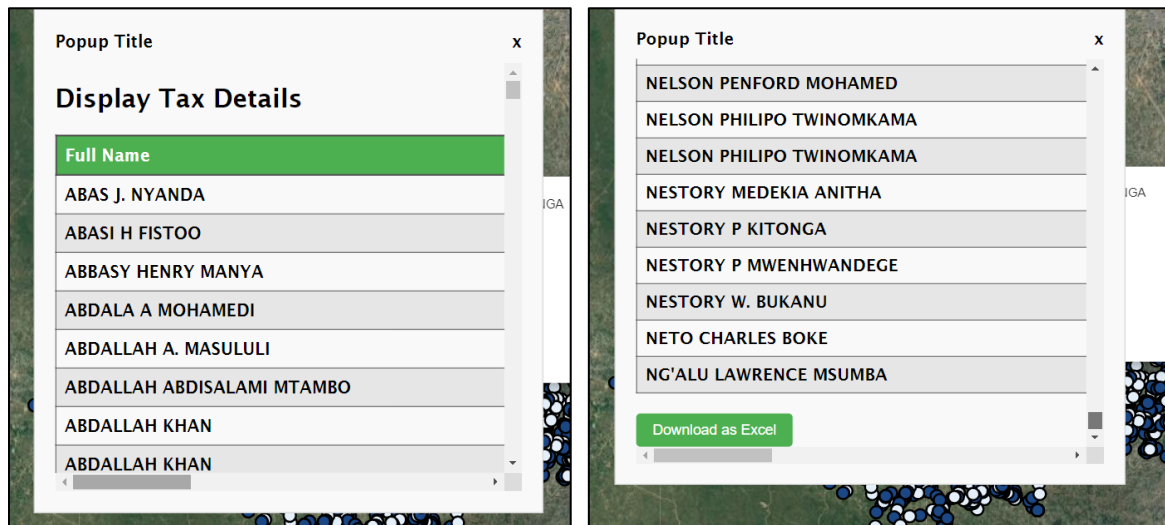 Popup Title
x
Display Tax Details
Full Name
ABAS J. NYANDA
ABASI H FISTOO
ABBASY HENRY MANYA
ABDALA A MOHAMEDI
ABDALLAH A. MASULULI
ABDALLAH ABDISALAMI MTAMBO
ABDALLAH KHAN
ABDALLAH KHAN
IGA
Popup Title
x
NELSON PENFORD MOHAMED
NELSON PHILIPO TWINOMKAMA
NELSON PHILIPO TWINOMKAMA
NESTORY MEDEKIA ANITHA
NESTORY P KITONGA
NESTORY P MWENHWANDEGE
NESTORY W. BUKANU
NETO CHARLES BOKE
NG'ALU LAWRENCE MSUMBA
Download as Excel
IGA